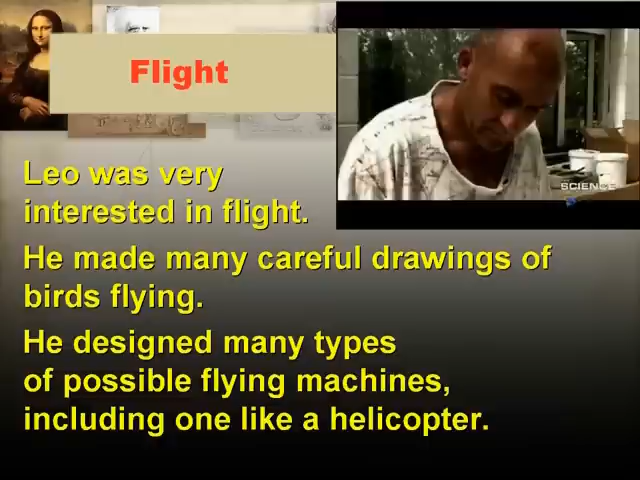 Flight
SCIENCE
Leo was very
interested in flight.
He made many careful drawings of
birds flying.
He designed many types
of possible flying machines,
including one like a helicopter.